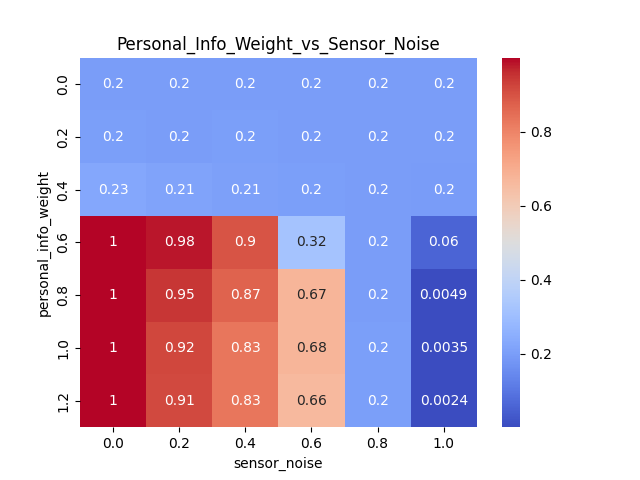 Personal_Info_Weight_vs_Sensor_Noise
personal_info_weight
0.0 0.2 0.2 0.2 0.2 0.2 0.2
0.2 0.2 0.2 0.2 0.2 0.2 0.2
0.4 0.23 0.21 0.21 0.2 0.2 0.2
0.6 1 0.98 0.9 0.32 0.2 0.06
0.8 1 0.95 0.87 0.67 0.2 0.0049
1.0 1 0.92 0.83 0.68 0.2 0.0035
1.2 1 0.91 0.83 0.66 0.2 0.0024
0.0 0.2 0.4 0.6 0.8 1.0
sensor_noise
0.8
0.6
0.4
0.2